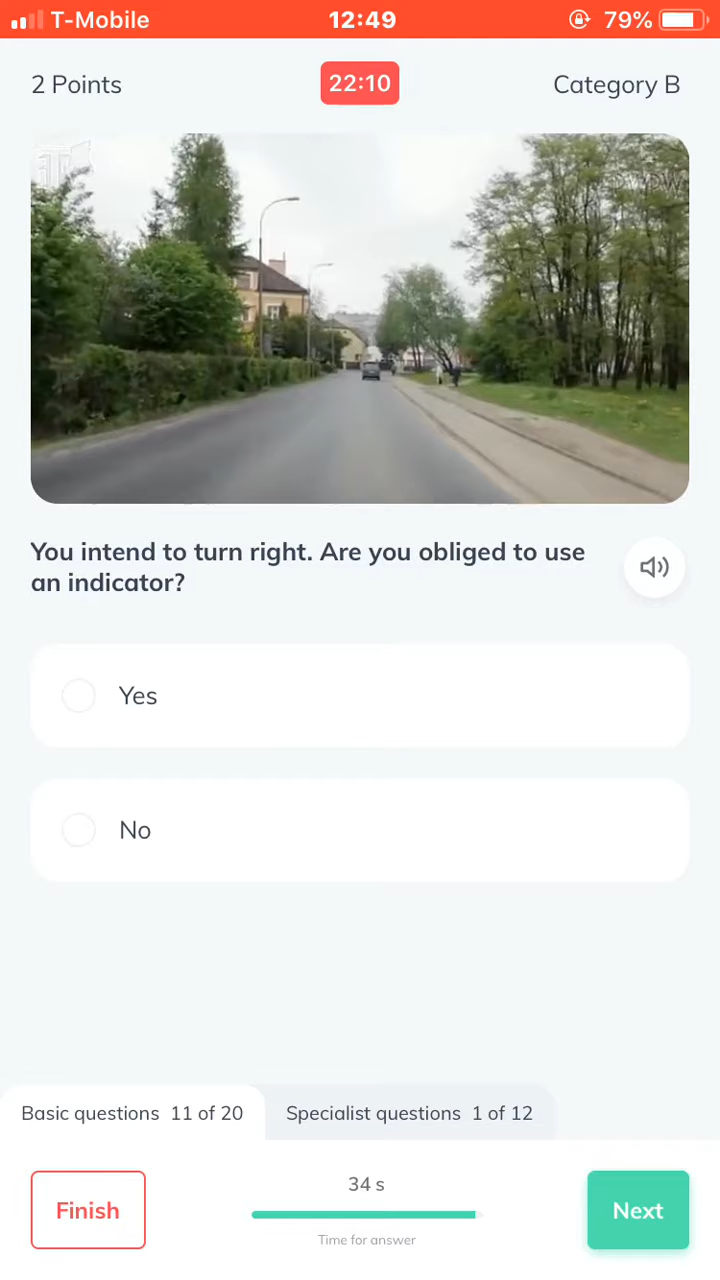 T-Mobile 12:49 79%
2 Points 22:10 Category B
You intend to turn right. Are you obliged to use
an indicator?
Yes
No
Basic questions 11 of 20 Specialist questions 1 of 12
34 s
Finish Next
Time for answer